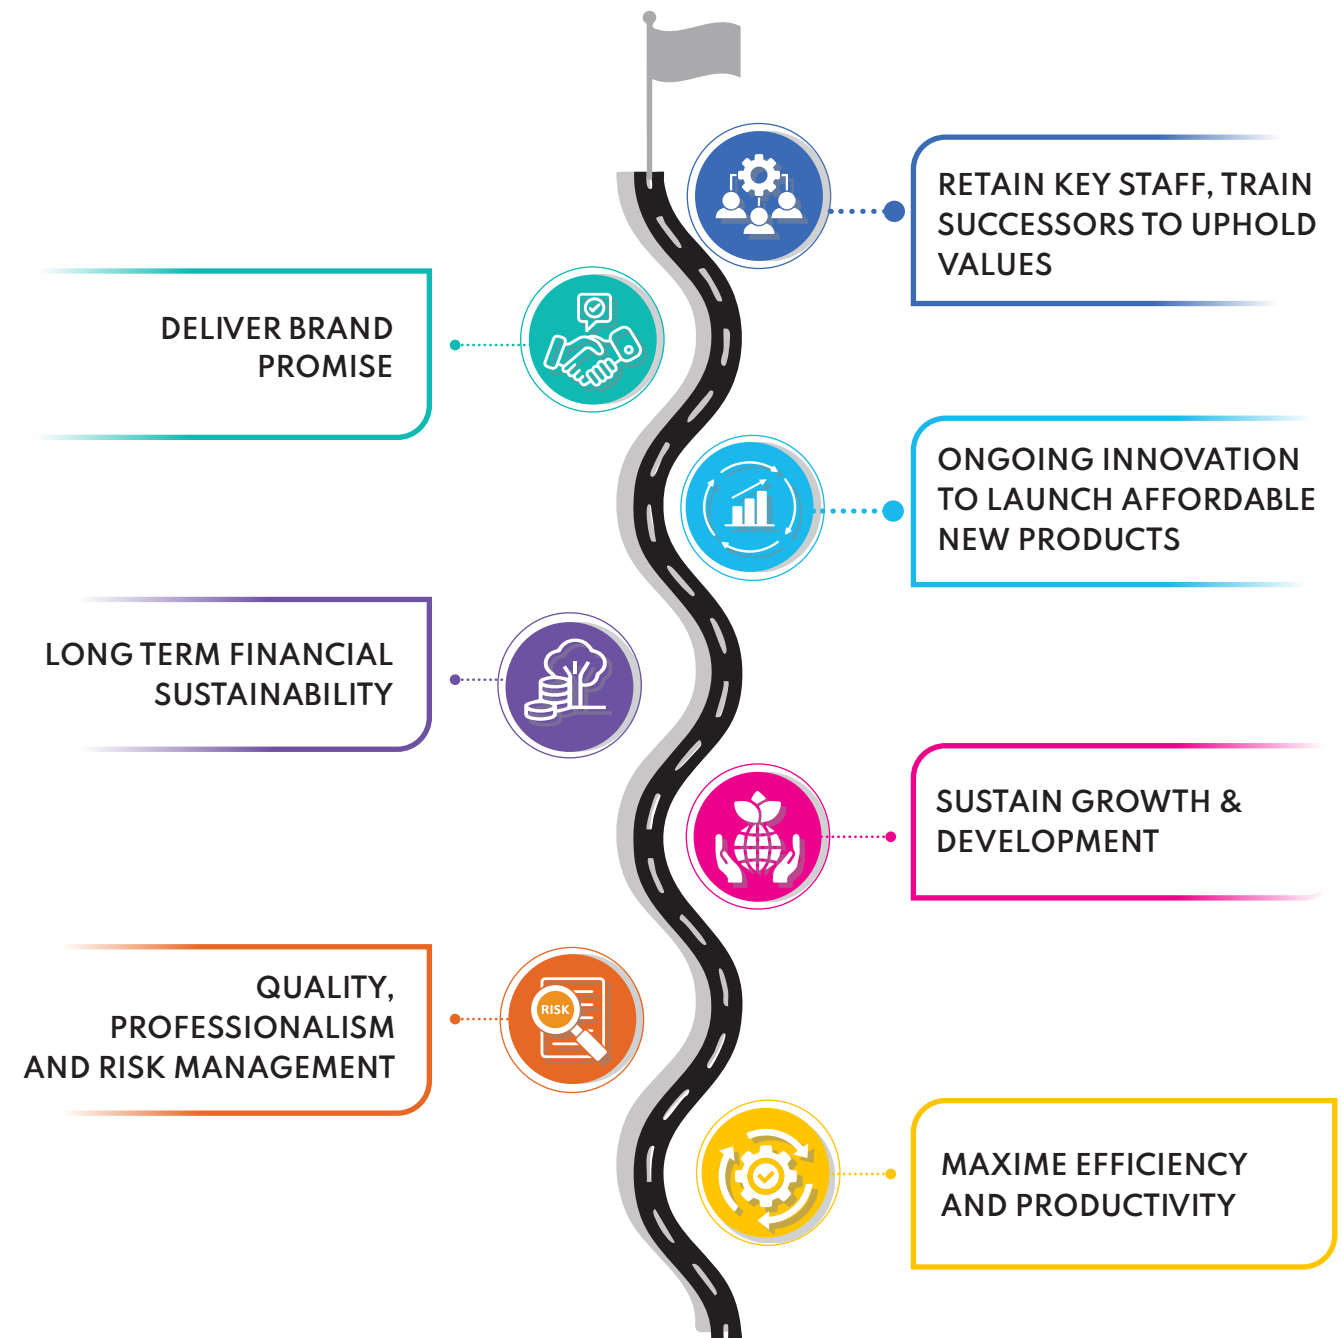 RETAIN KEY STAFF, TRAIN
SUCCESSORS TO UPHOLD
VALUES
DELIVER BRAND
PROMISE
ONGOING INNOVATION
TO LAUNCH AFFORDABLE
NEW PRODUCTS
LONG TERM FINANCIAL
SUSTAINABILITY
SUSTAIN GROWTH &
DEVELOPMENT
QUALITY,
PROFESSIONALISM
AND RISK MANAGEMENT
RISK
MAXIME EFFICIENCY
AND PRODUCTIVITY